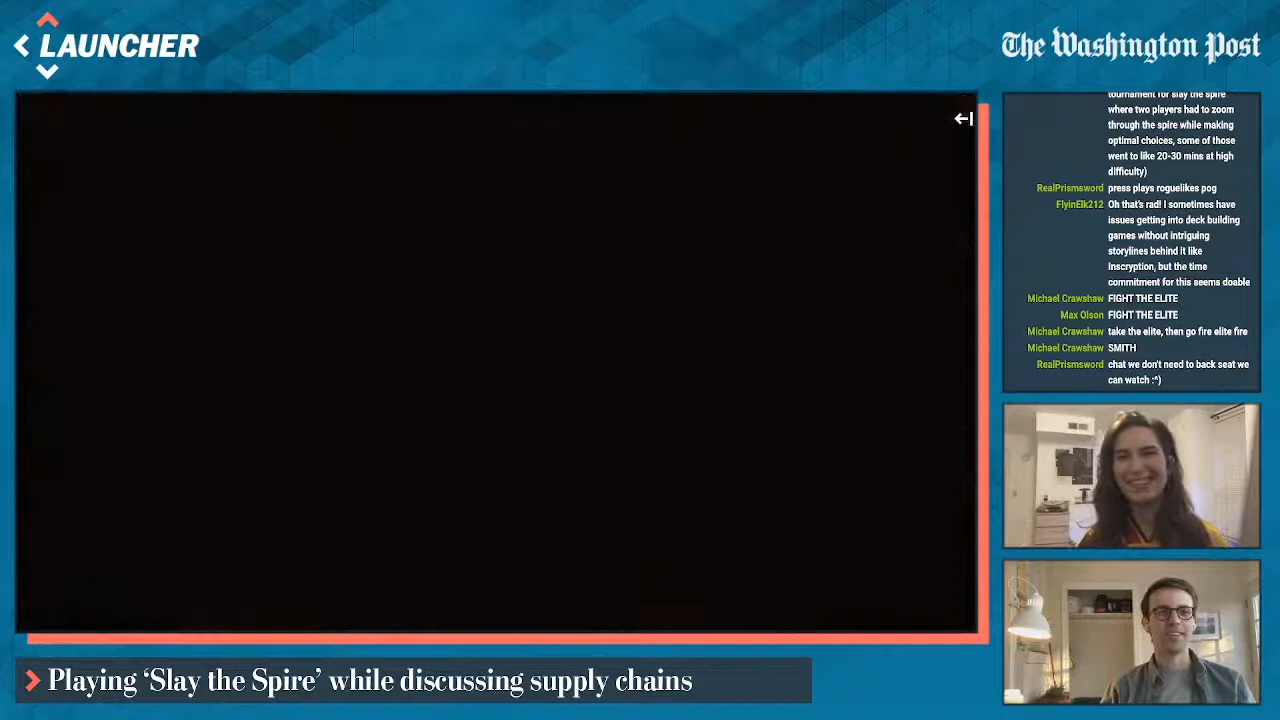 LAUNCHER
The Washington Post
tournament for slay the spire
where two players had to zoom
through the spire while making
optimal choices, some of those
went to like 20-30 mins at high
difficulty)
RealPrismsword press plays roguelikes pog
FlyinElk212 Oh that's rad! I sometimes have
issues getting into deck building
games without intriguing
storylines behind it like
Inscryption, but the time
commitment for this seems doable
Michael Crawshaw FIGHT THE ELITE
Max Olson FIGHT THE ELITE
Michael Crawshaw take the elite, then go fire elite fire
Michael Crawshaw SMITH
RealPrismsword chat we don't need to back seat we
can watch :^)
Playing ‘Slay the Spire’ while discussing supply chains